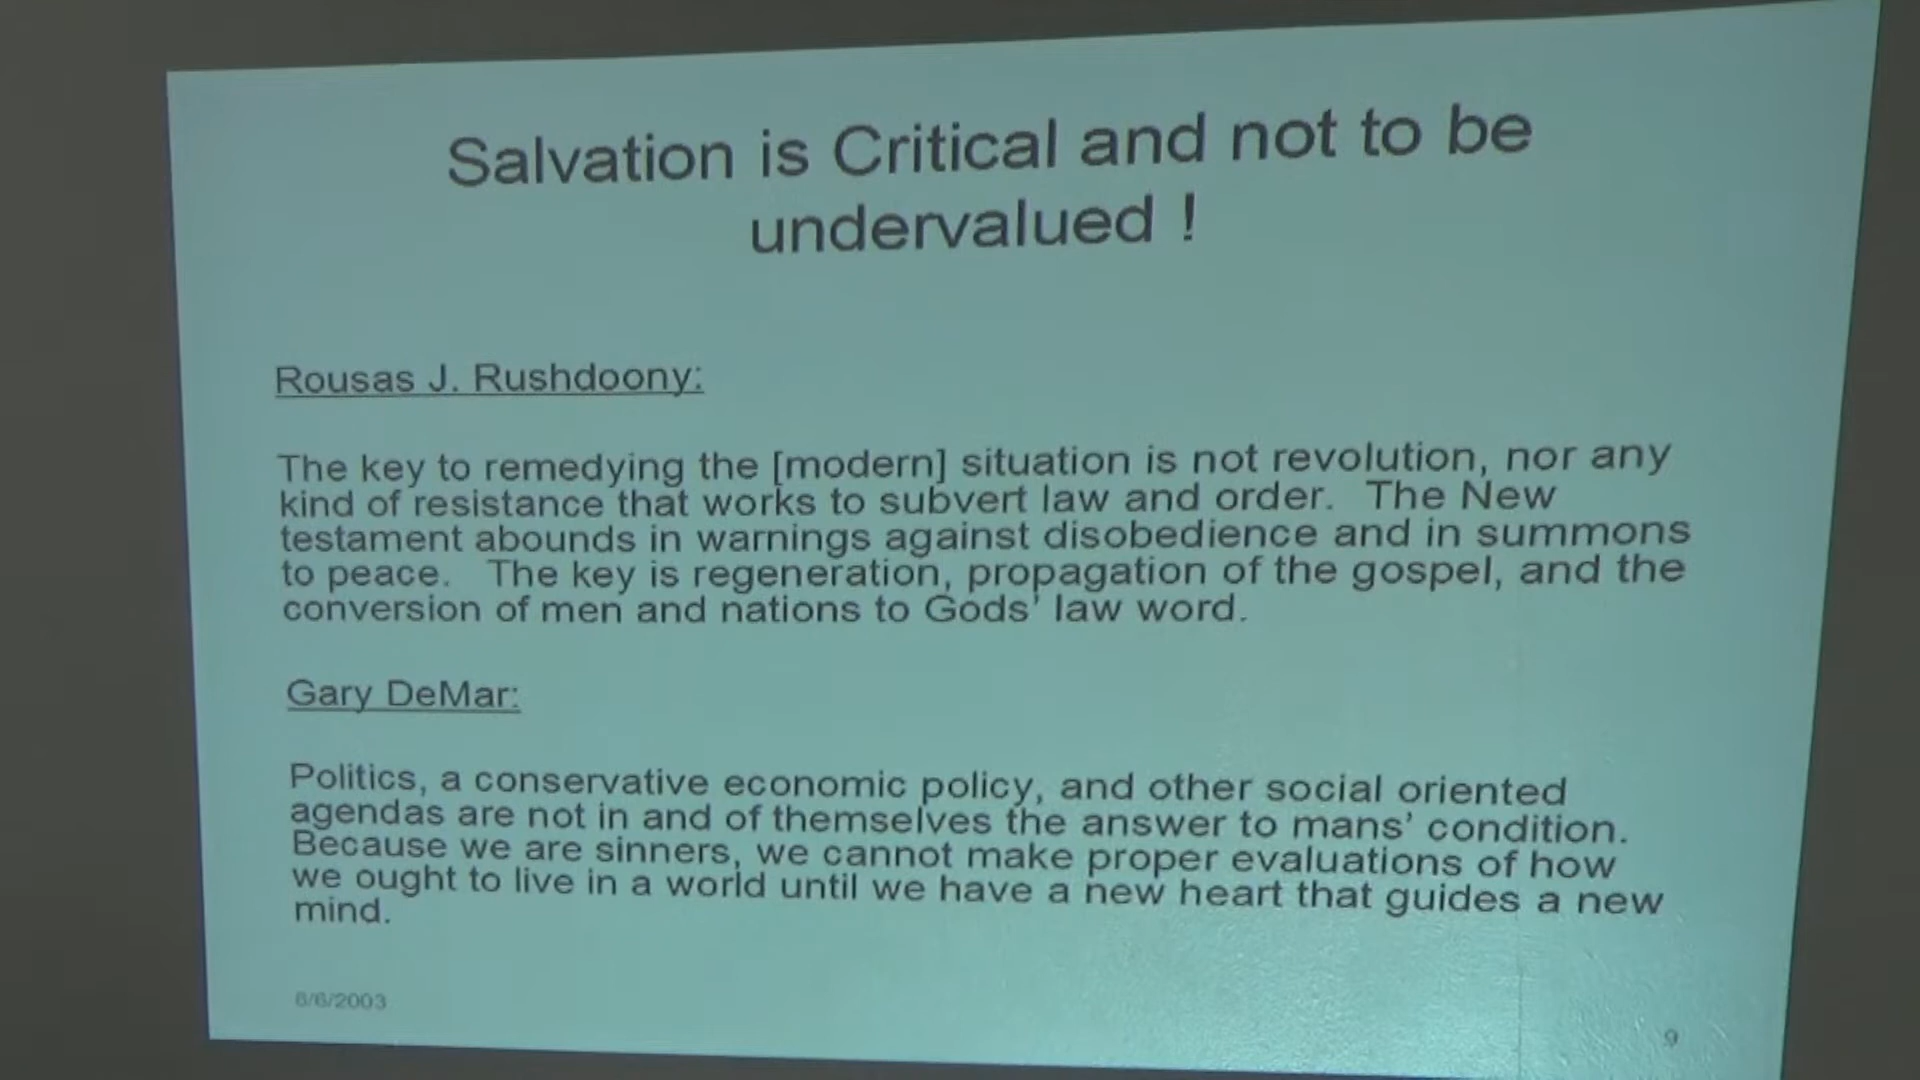 Salvation is Critical and not to be
undervalued !
Rousas J. Rushdoony:
The key to remedying the [modern] situation is not revolution, nor any
kind of resistance that works to subvert law and order. The New
testament abounds in warnings against disobedience and in summons
to peace. The key is regeneration, propagation of the gospel, and the
conversion of men and nations to Gods' law word.
Gary DeMar:
Politics, a conservative economic policy, and other social oriented
agendas are not in and of themselves the answer to mans' condition.
Because we are sinners, we cannot make proper evaluations of how
we ought to live in a world until we have a new heart that guides a new
mind.
6/6/2003
9